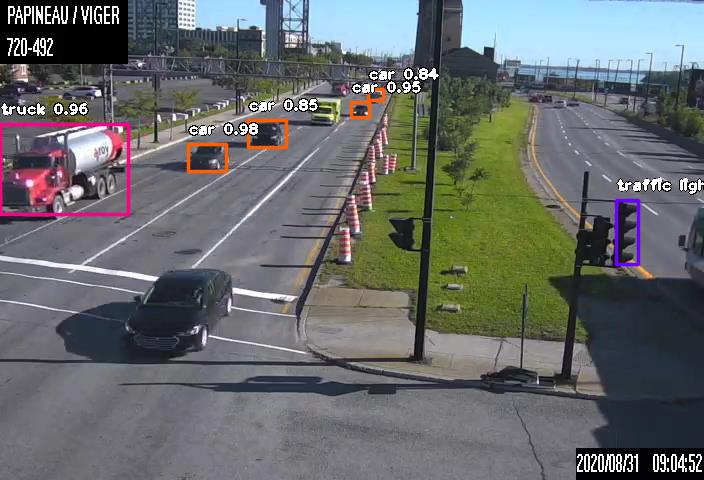 PAPINEAU / VIGER
720-492
car 0.84
car 0.95
car 0.85
truck 0.96
car 0.98
traffic ligh
2020/08/31 09:04:52